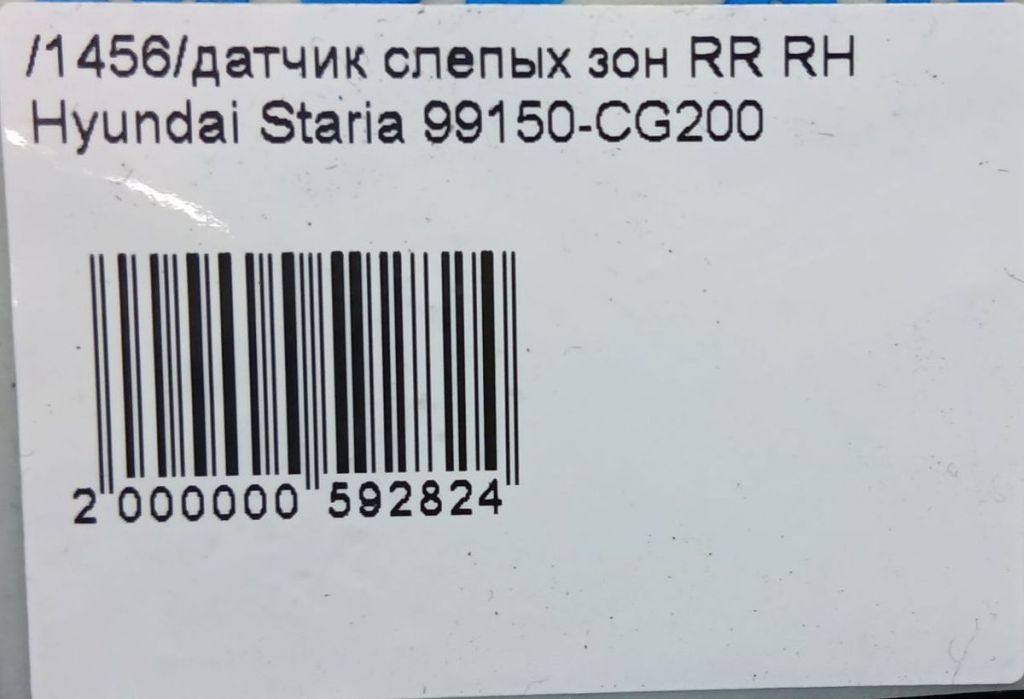 /1456/датчик слепых зон RR RH
Hyundai Staria 99150-CG200
2 000000 592824